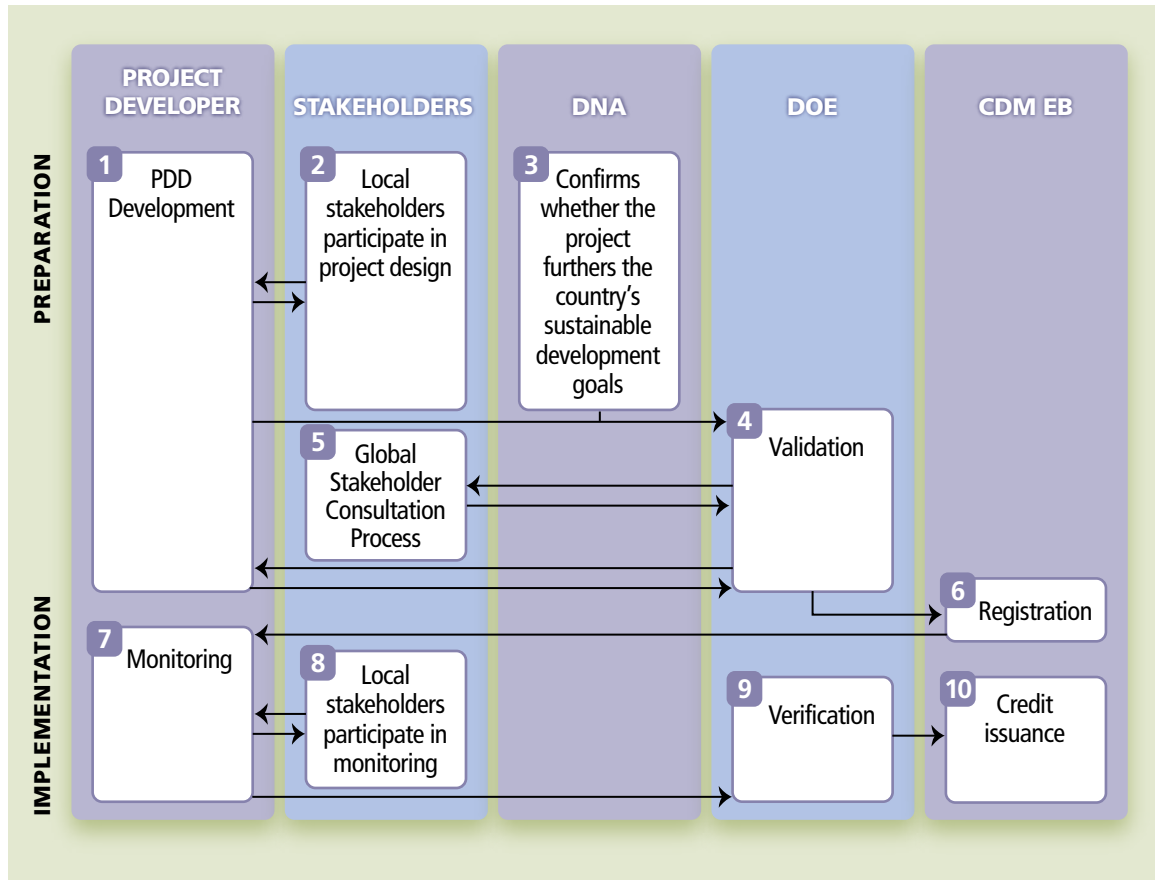 PROJECT
DEVELOPER
STAKEHOLDERS
DNA
DOE
CDM EB
PREPARATION
1
PDD
Development
2
Local
stakeholders
participate in
project design
3
Confirms
whether the
project
furthers the
country's
sustainable
development
goals
4
Validation
5
Global
Stakeholder
Consultation
Process
6
Registration
IMPLEMENTATION
7
Monitoring
8
Local
stakeholders
participate in
monitoring
9
Verification
10
Credit
issuance